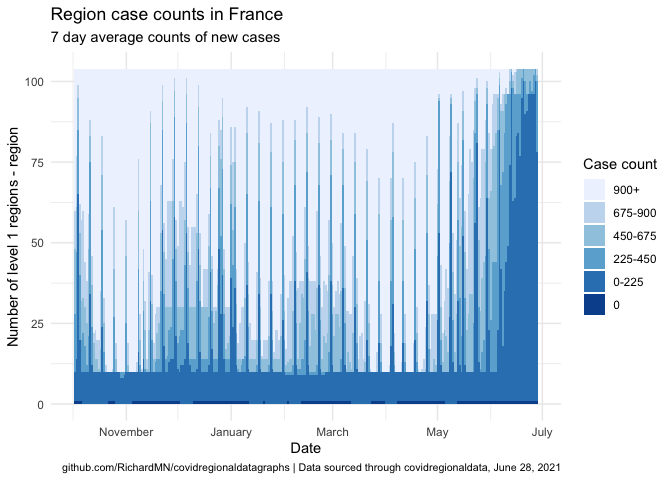 Region case counts in France
7 day average counts of new cases
Number of level 1 regions - region
100
75
50
25
0
November
January
March
May
July
Date
Case count
900+
675-900
450-675
225-450
0-225
0
github.com/RichardMN/covidregionaldatagraphs | Data sourced through covidregionaldata, June 28, 2021